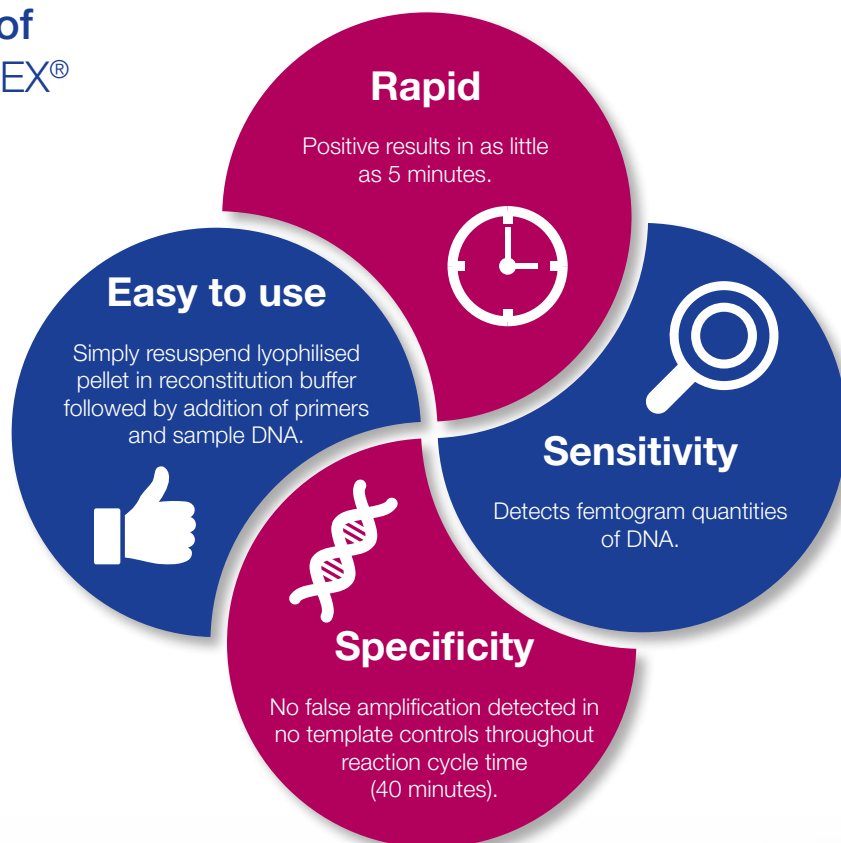 of
EX®
Rapid
Positive results in as little
as 5 minutes.
Easy to use
Simply resuspend lyophilised
pellet in reconstitution buffer
followed by addition of primers
and sample DNA.
Sensitivity
Detects femtogram quantities
of DNA.
Specificity
No false amplification detected in
no template controls throughout
reaction cycle time
(40 minutes).